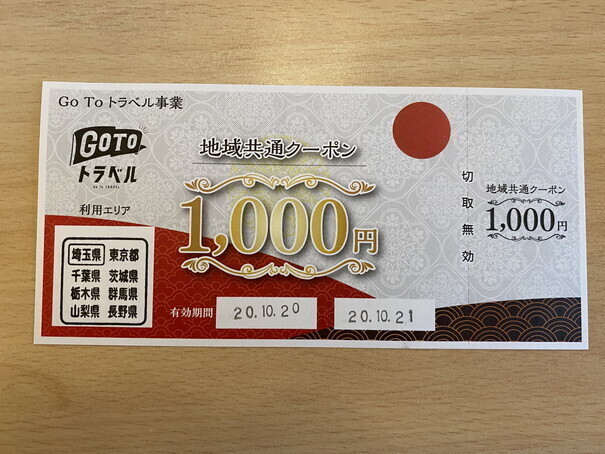 Go To トラベル事業
GOTO
トラベル
Go To TRAVEL
利用エリア
埼玉県 東京都
千葉県 茨城県
栃木県 群馬県
山梨県 長野県
地域共通クーポン
1,000円
有効期間 20.10.20 20.10.21
切取無効
地域共通クーポン
1,000円